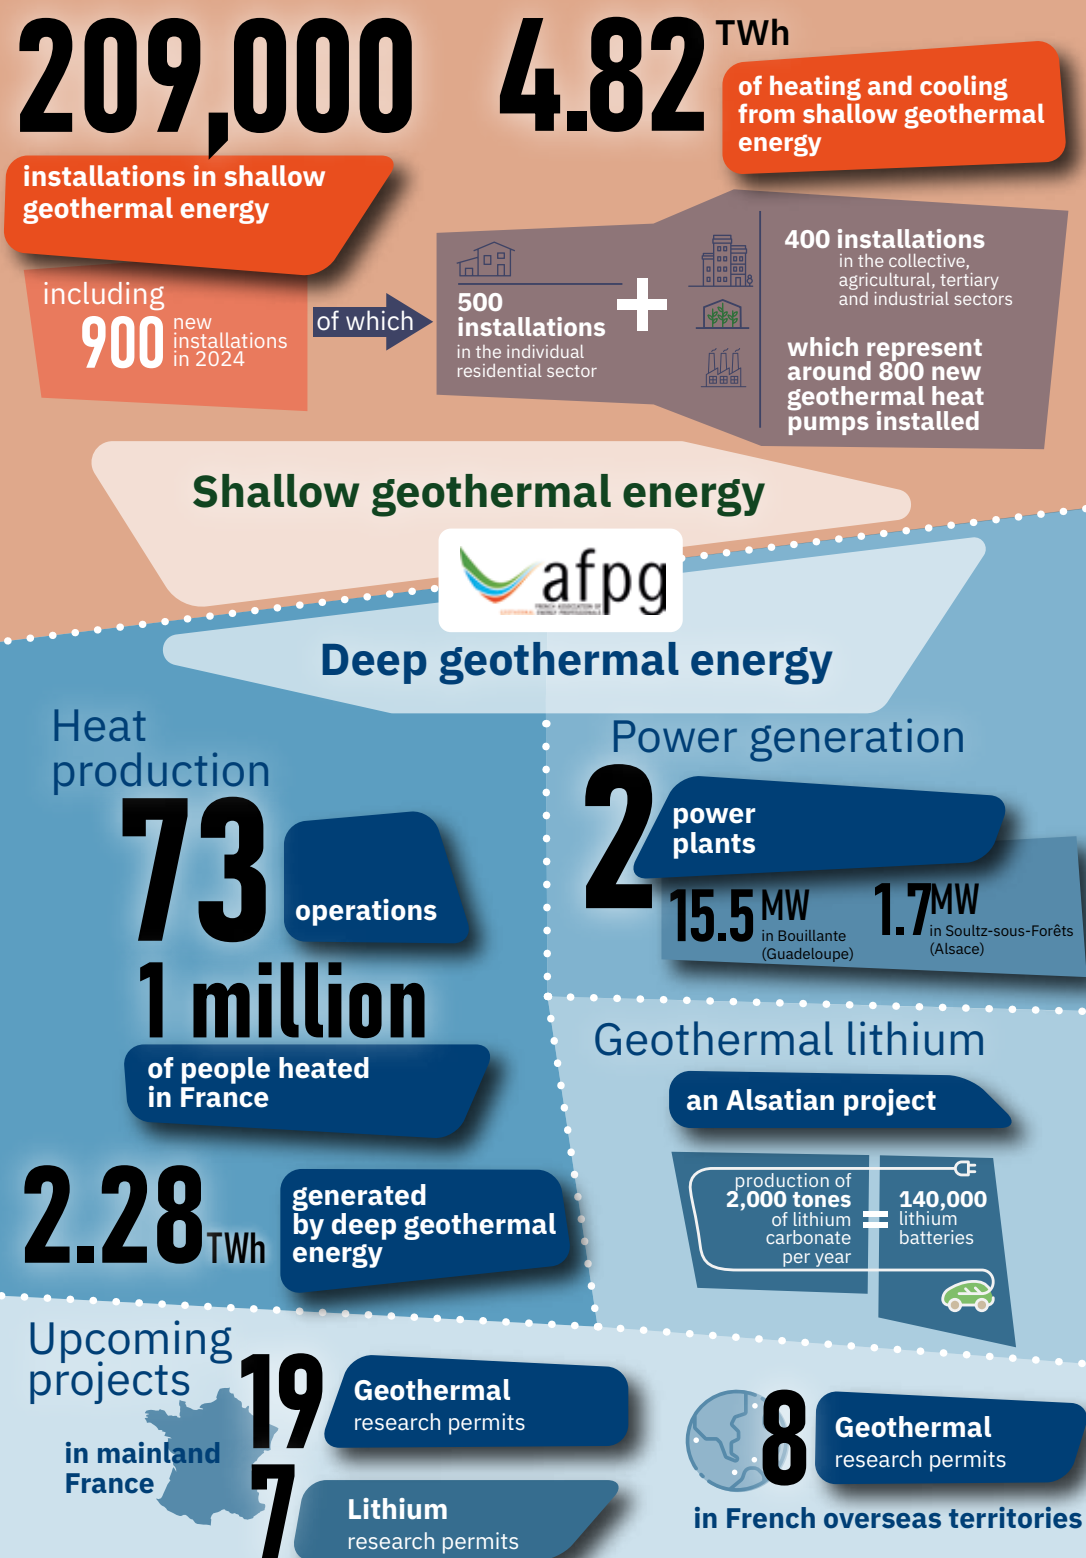 209,000
installations in shallow
geothermal energy
4.82 TWh
of heating and cooling
from shallow geothermal
energy
including
900 new
installations
in 2024
of which
500
installations
in the individual
residential sector
+
400 installations
in the collective,
agricultural, tertiary
and industrial sectors
which represent
around 800 new
geothermal heat
pumps installed
Shallow geothermal energy
afpg
FRENCH ASSOCIATION OF
GEOTHERMAL ENERGY PROFESSIONALS
Deep geothermal energy
Heat
production
73
operations
1 million
of people heated
in France
2.28 TWh
generated
by deep geothermal
energy
Power generation
2
power
plants
15.5 MW
in Bouillante
(Guadeloupe)
1.7 MW
in Soultz-sous-Forêts
(Alsace)
Geothermal lithium
an Alsatian project
production of
2,000 tones
of lithium
carbonate
per year
=
140,000
lithium
batteries
Upcoming
projects
in mainland
France
19
Geothermal
research permits
7
Lithium
research permits
8
Geothermal
research permits
in French overseas territories